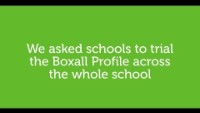 We asked schools to trial
the Boxall Profile across
the whole school